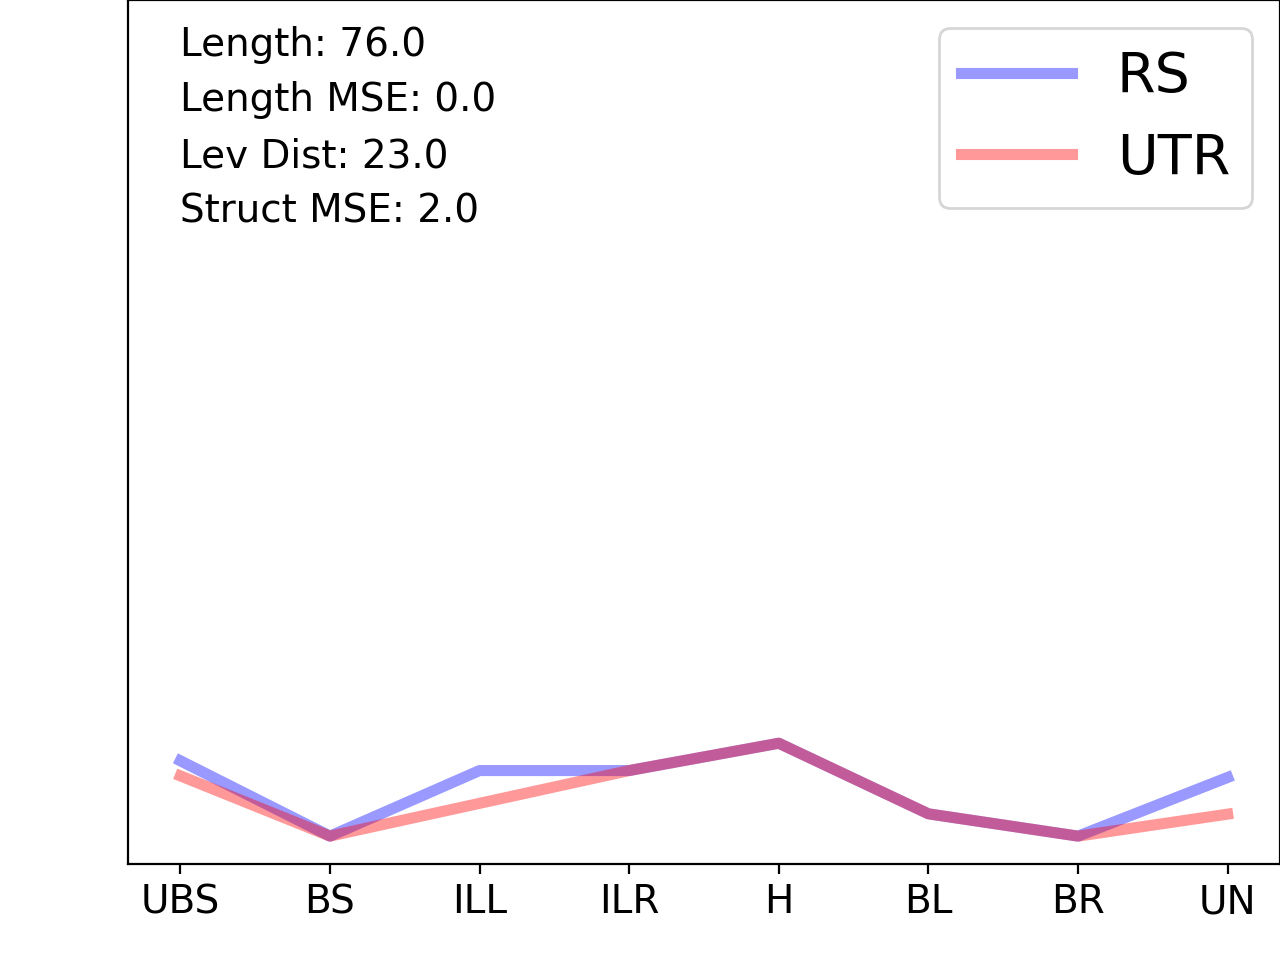 Length: 76.0
Length MSE: 0.0
Lev Dist: 23.0
Struct MSE: 2.0
RS
UTR
UBS BS ILL ILR H BL BR UN